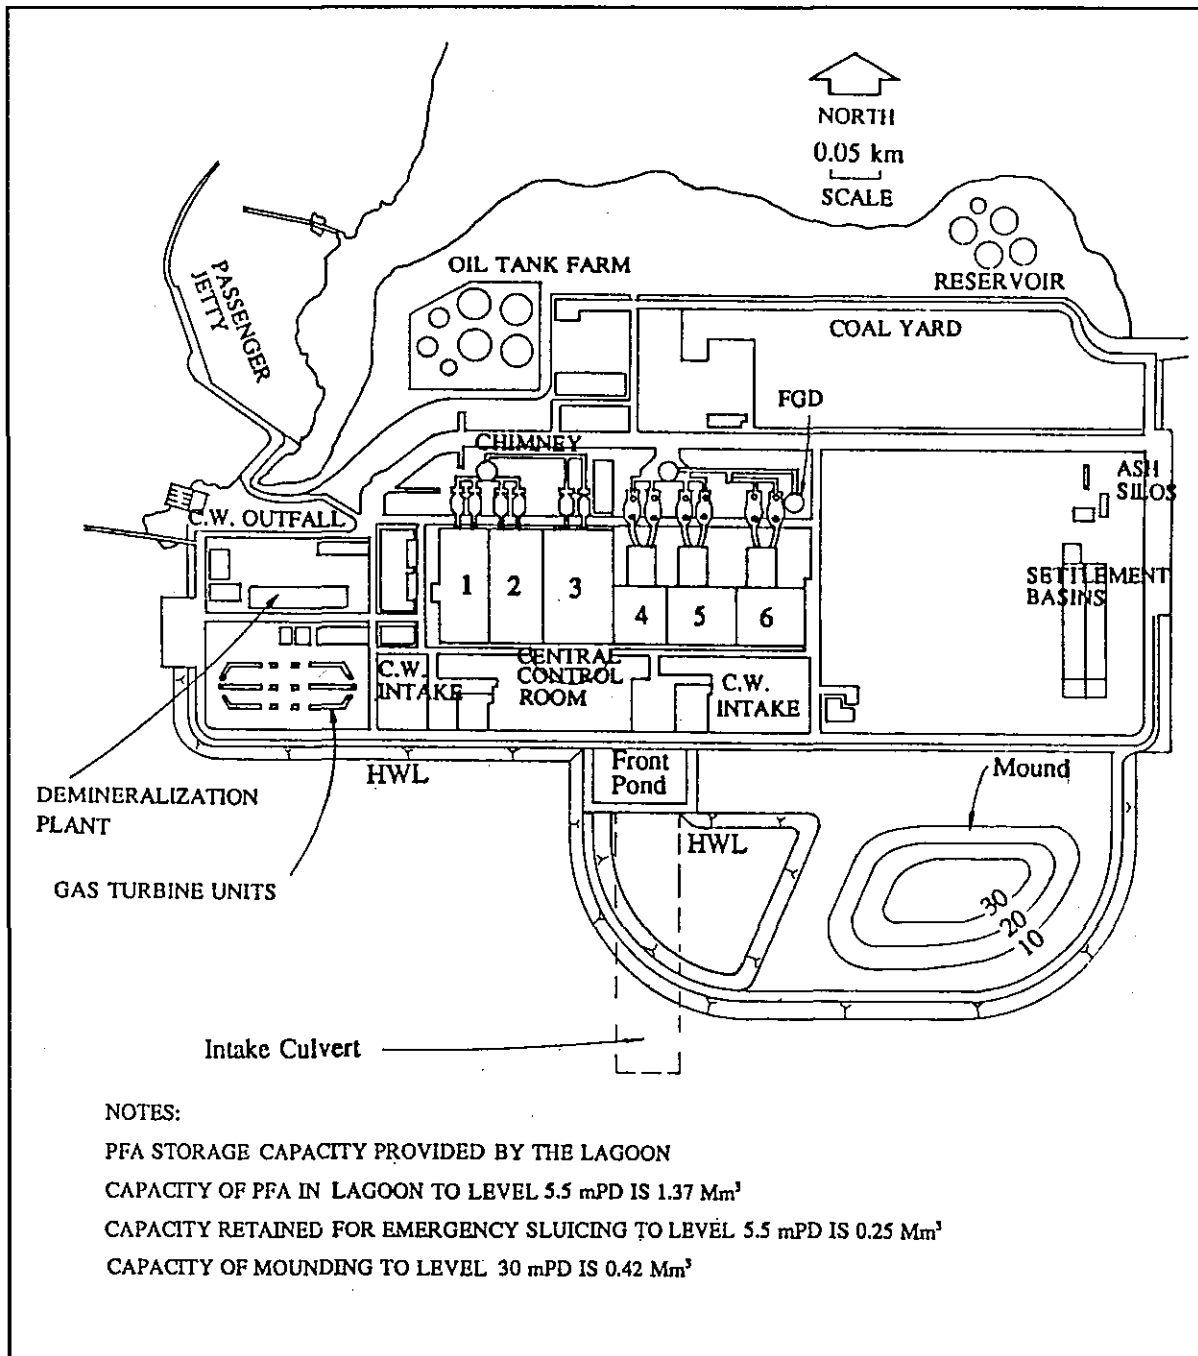 NORTH
0.05 km
SCALE
PASSENGER
JETTY
OIL TANK FARM
RESERVOIR
COAL YARD
FGD
CHIMNEY
ASH
SILOS
C.W. OUTFALL
1
2
3
4
5
6
SETTLEMENT
BASINS
CENTRAL
CONTROL
ROOM
C.W.
INTAKE
C.W.
INTAKE
Front
Pond
Mound
HWL
DEMINERALIZATION
PLANT
HWL
GAS TURBINE UNITS
30
20
10
Intake Culvert
NOTES:
PFA STORAGE CAPACITY PROVIDED BY THE LAGOON
CAPACITY OF PFA IN LAGOON TO LEVEL 5.5 mPD IS 1.37 Mm³
CAPACITY RETAINED FOR EMERGENCY SLUICING TO LEVEL 5.5 mPD IS 0.25 Mm³
CAPACITY OF MOUNDING TO LEVEL 30 mPD IS 0.42 Mm³